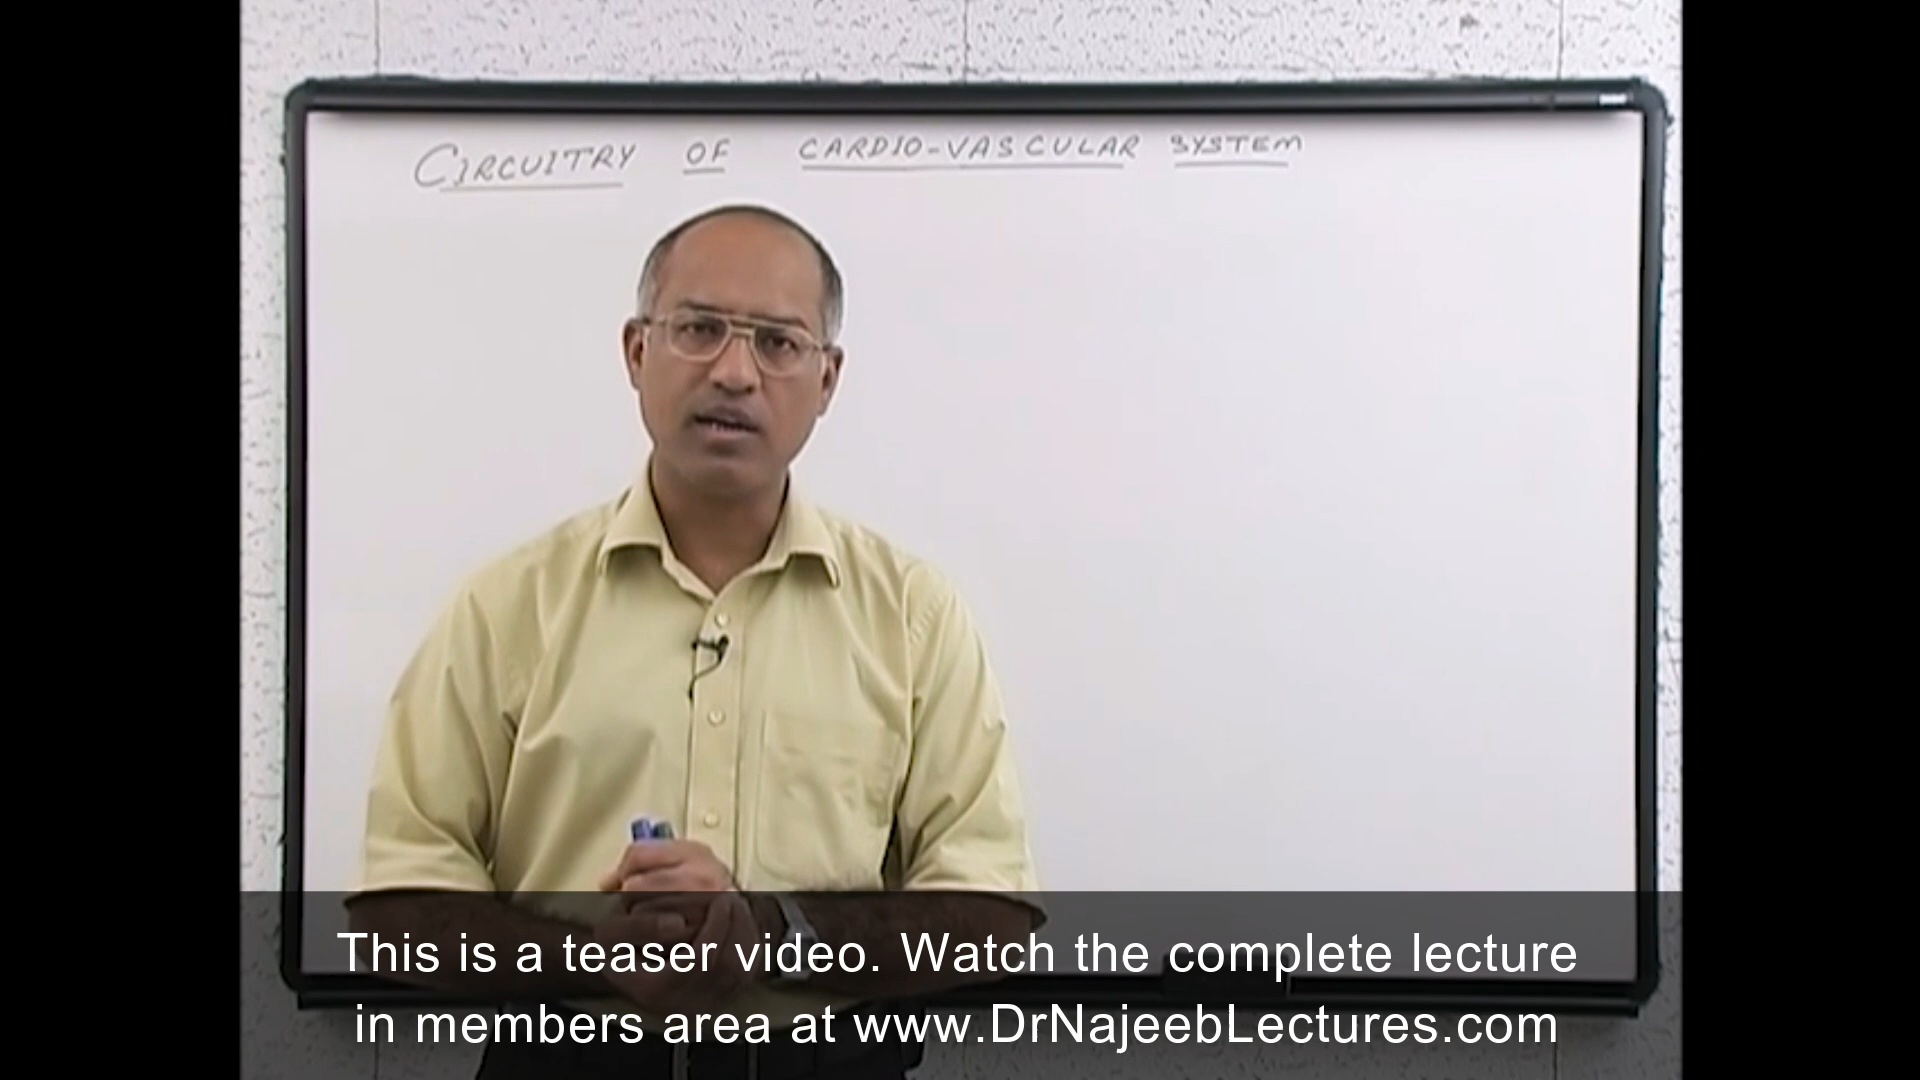 CIRCUITRY OF CARDIO-VASCULAR SYSTEM
This is a teaser video. Watch the complete lecture
in members area at www.DrNajeebLectures.com